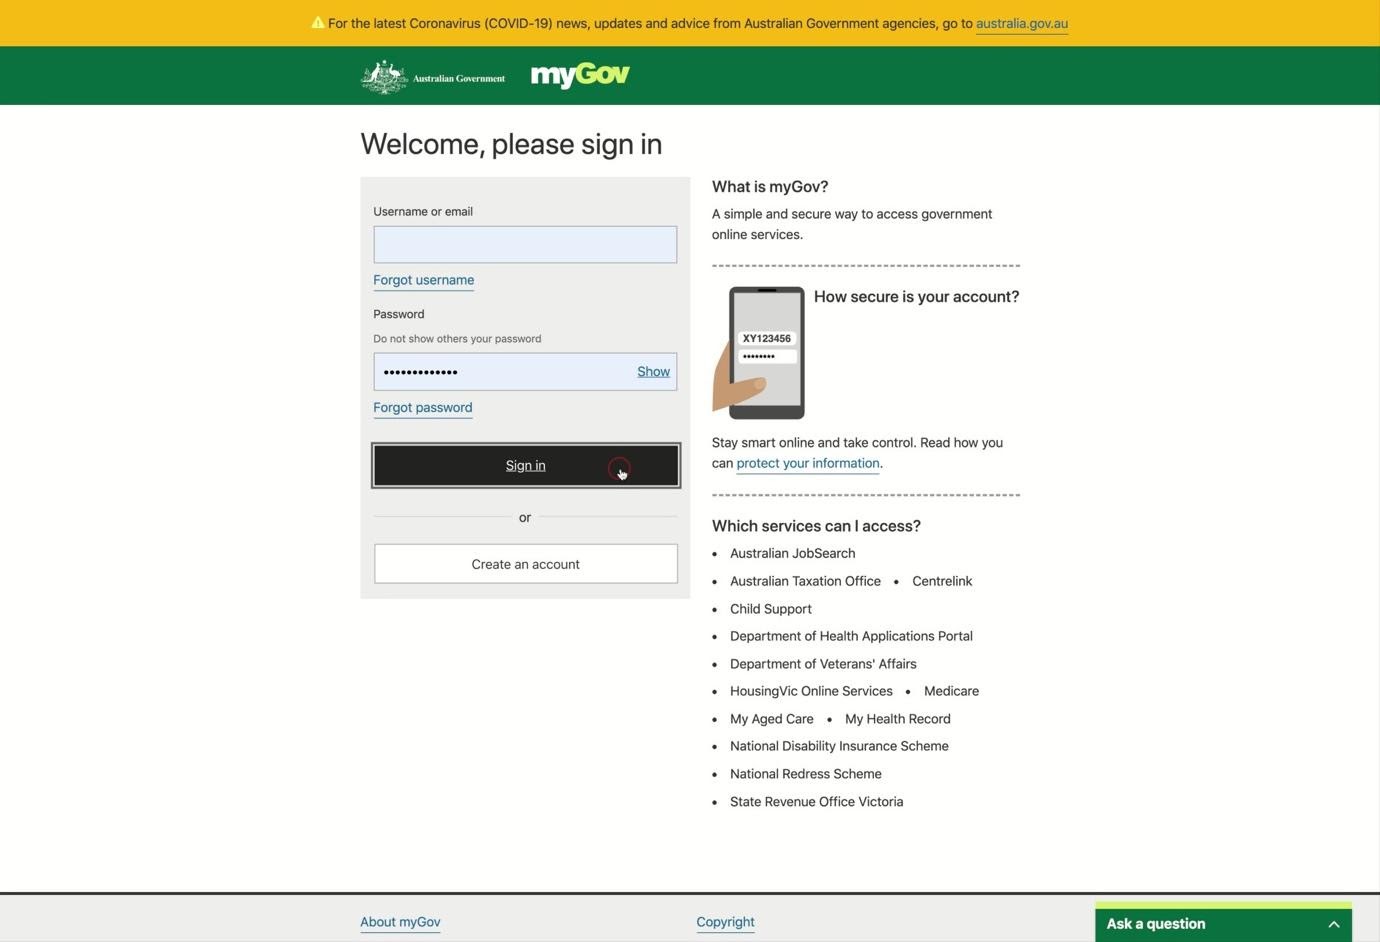 For the latest Coronavirus (COVID-19) news, updates and advice from Australian Government agencies, go to australia.gov.au
Australian Government
myGov
Welcome, please sign in
Username or email
Forgot username
Password
Do not show others your password
•••••••••••••
Show
Forgot password
Sign in
or
Create an account
What is myGov?
A simple and secure way to access government
online services.
How secure is your account?
XY123456
••••••••
Stay smart online and take control. Read how you
can protect your information.
Which services can I access?
• Australian JobSearch
• Australian Taxation Office • Centrelink
• Child Support
• Department of Health Applications Portal
• Department of Veterans' Affairs
• HousingVic Online Services • Medicare
• My Aged Care • My Health Record
• National Disability Insurance Scheme
• National Redress Scheme
• State Revenue Office Victoria
About myGov
Copyright
Ask a question